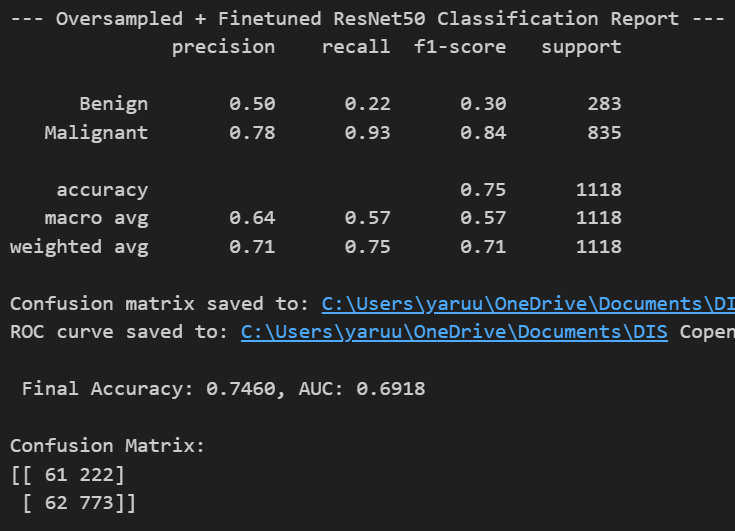 --- Oversampled + Finetuned ResNet50 Classification Report ---
precision recall f1-score support
Benign 0.50 0.22 0.30 283
Malignant 0.78 0.93 0.84 835
accuracy 0.75 1118
macro avg 0.64 0.57 0.57 1118
weighted avg 0.71 0.75 0.71 1118
Confusion matrix saved to: C:\Users\yaruu\OneDrive\Documents\DI
ROC curve saved to: C:\Users\yaruu\OneDrive\Documents\DIS Copen
Final Accuracy: 0.7460, AUC: 0.6918
Confusion Matrix:
[[ 61 222]
[ 62 773]]